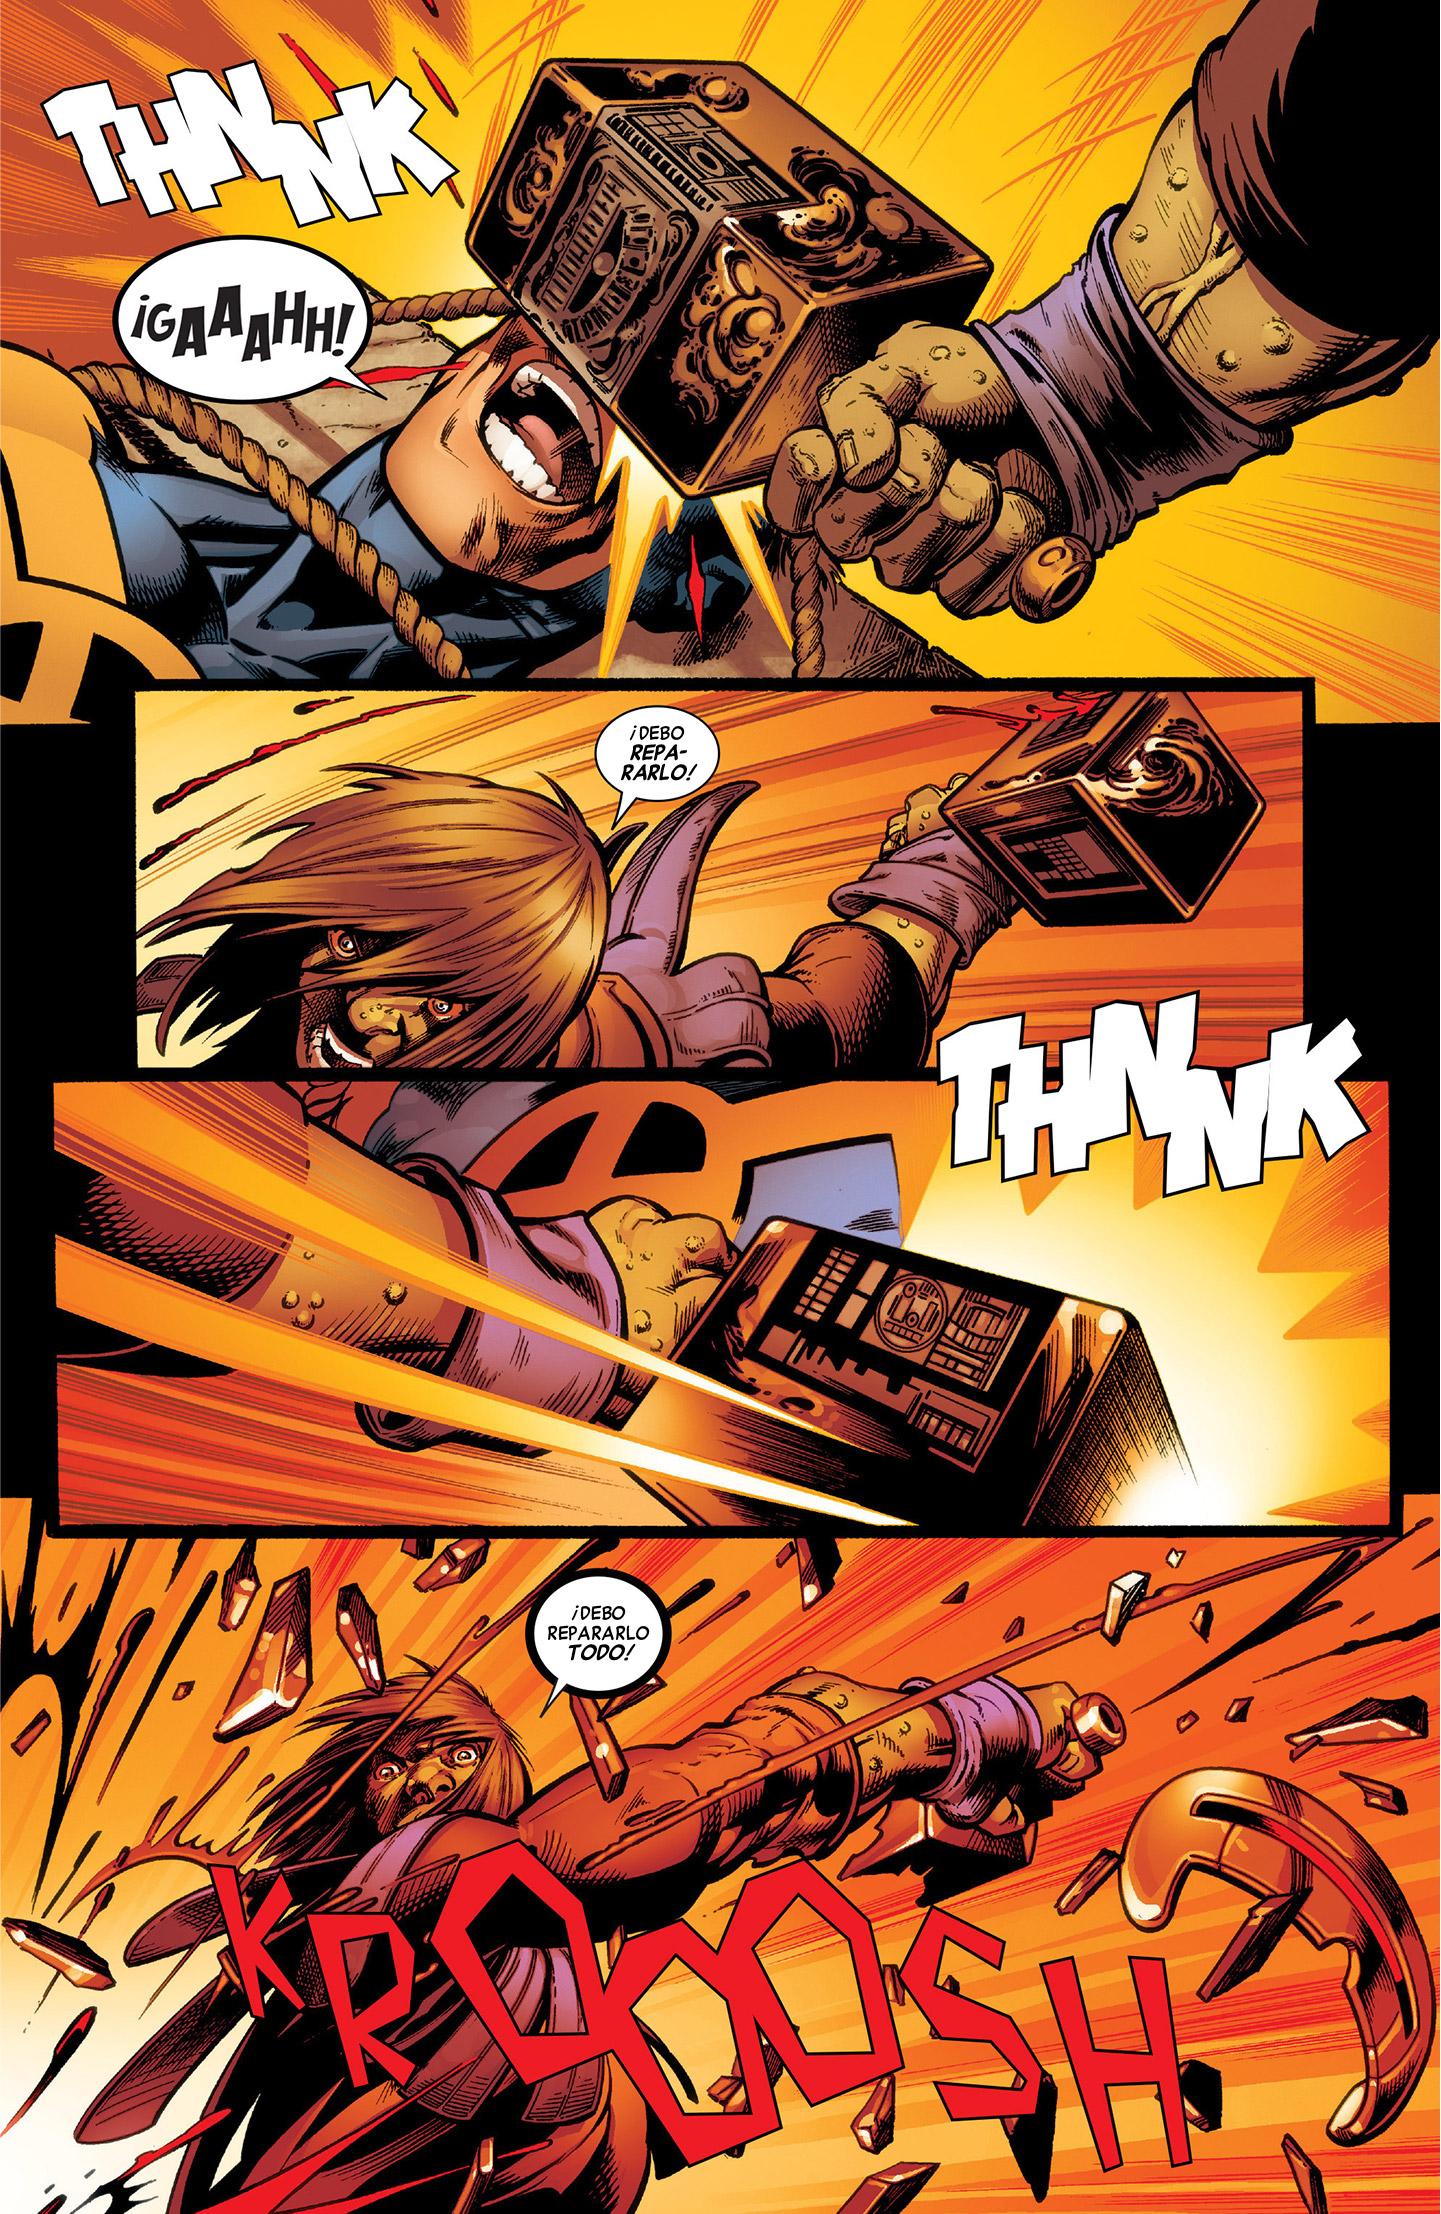 THNNK
¡GAAAHH!
¡DEBO
REPA-
RARLO!
THNNK
¡DEBO
REPARARLO
TODO!
KROOOSH